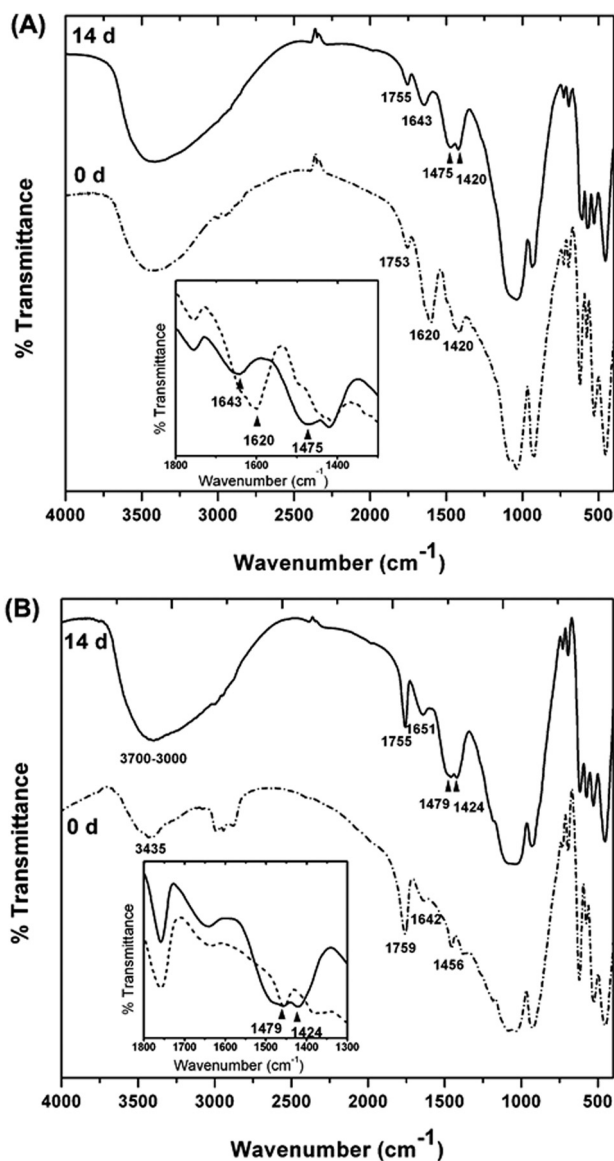 (A)
14 d
1755
1643
1475 1420
0 d
1753
1620
1420
% Transmittance
% Transmittance
1643
1620
1475
1800 1600 1400
Wavenumber (cm-1)
4000 3500 3000 2500 2000 1500 1000 500
Wavenumber (cm-1)
(B)
14 d
3700-3000
1755
1651
1479 1424
0 d
3435
1759
1642
1456
% Transmittance
% Transmittance
1479 1424
1800 1700 1600 1500 1400 1300
Wavenumber (cm-1)
4000 3500 3000 2500 2000 1500 1000 500
Wavenumber (cm-1)